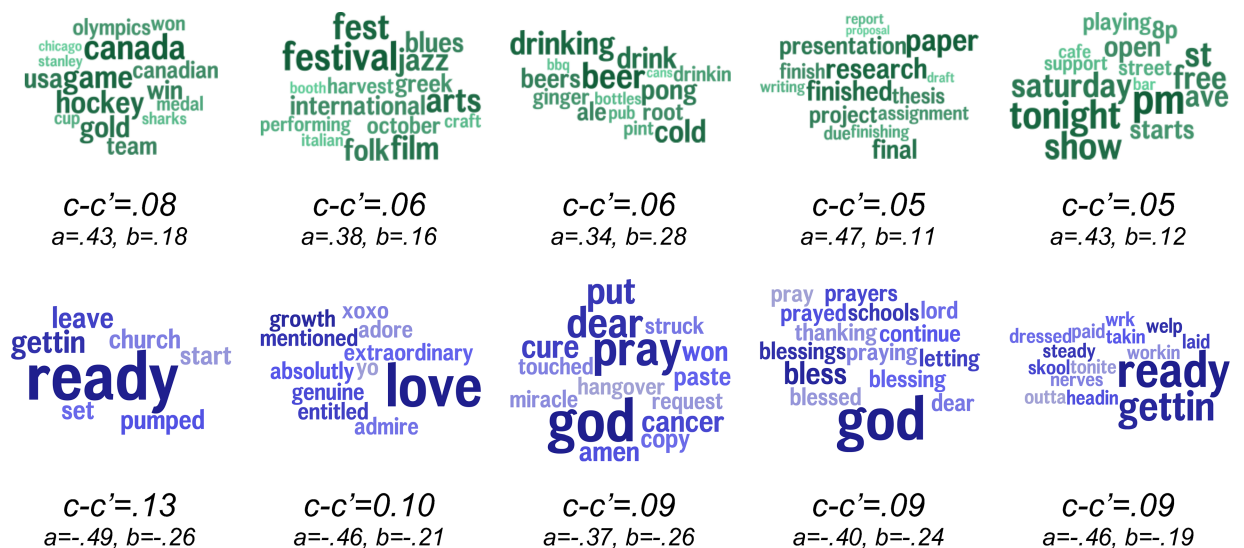 olympics won
chicago canada
stanley
usa game canadian
hockey win
medal
cup gold sharks
team
c-c’=.08
a=.43, b=.18
fest
festival blues
jazz
booth harvest greek
international arts
performing october craft
italian folk film
c-c’=.06
a=.38, b=.16
drinking
bbq drink
beers beer cans drinkin
ginger bottles pong
ale pub root
pint cold
c-c’=.06
a=.34, b=.28
report
proposal
presentation paper
finish research draft
writing finished thesis
project assignment
due finishing
final
c-c’=.05
a=.47, b=.11
playing 8p
cafe open st
support street free
saturday bar pm ave
tonight starts
show
c-c’=.05
a=.43, b=.12
leave
gettin church
start
ready
set pumped
c-c’=.13
a=-.49, b=-.26
growth xoxo
mentioned adore
extraordinary
absolutly yo love
genuine
entitled
admire
c-c’=0.10
a=-.46, b=-.21
put
dear struck
cure pray won
touched paste
hangover
miracle request
god cancer
amen copy
c-c’=.09
a=-.37, b=-.26
pray prayers
prayed schools lord
thanking continue
blessings praying letting
bless blessing
blessed dear
god
c-c’=.09
a=-.40, b=-.24
wrk
dressed paid takin welp laid
steady workin
skool tonite ready
nerves
outta headin gettin
c-c’=.09
a=-.46, b=-.19